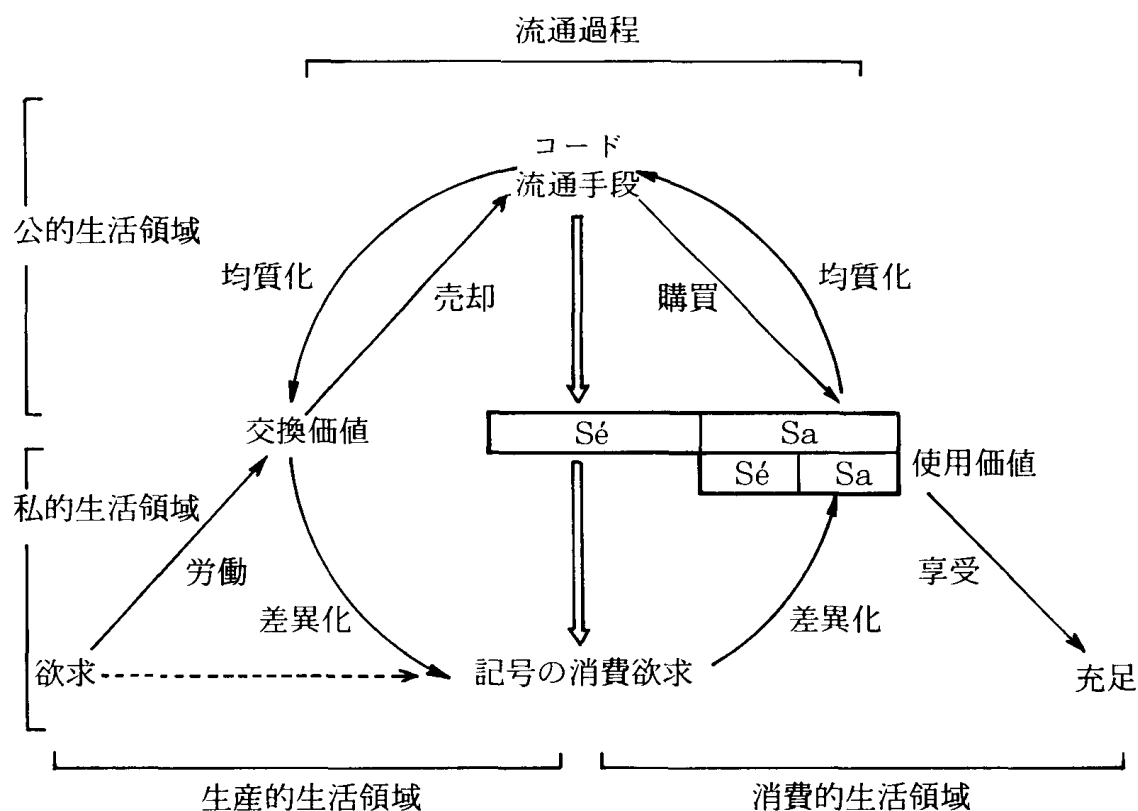 流通過程
コード
流通手段
公的生活領域
均質化
売却
購買
均質化
交換価値
Sé
Sa
Sé
Sa
使用価値
私的生活領域
労働
差異化
差異化
享受
欲求
記号の消費欲求
充足
生産的生活領域
消費的生活領域